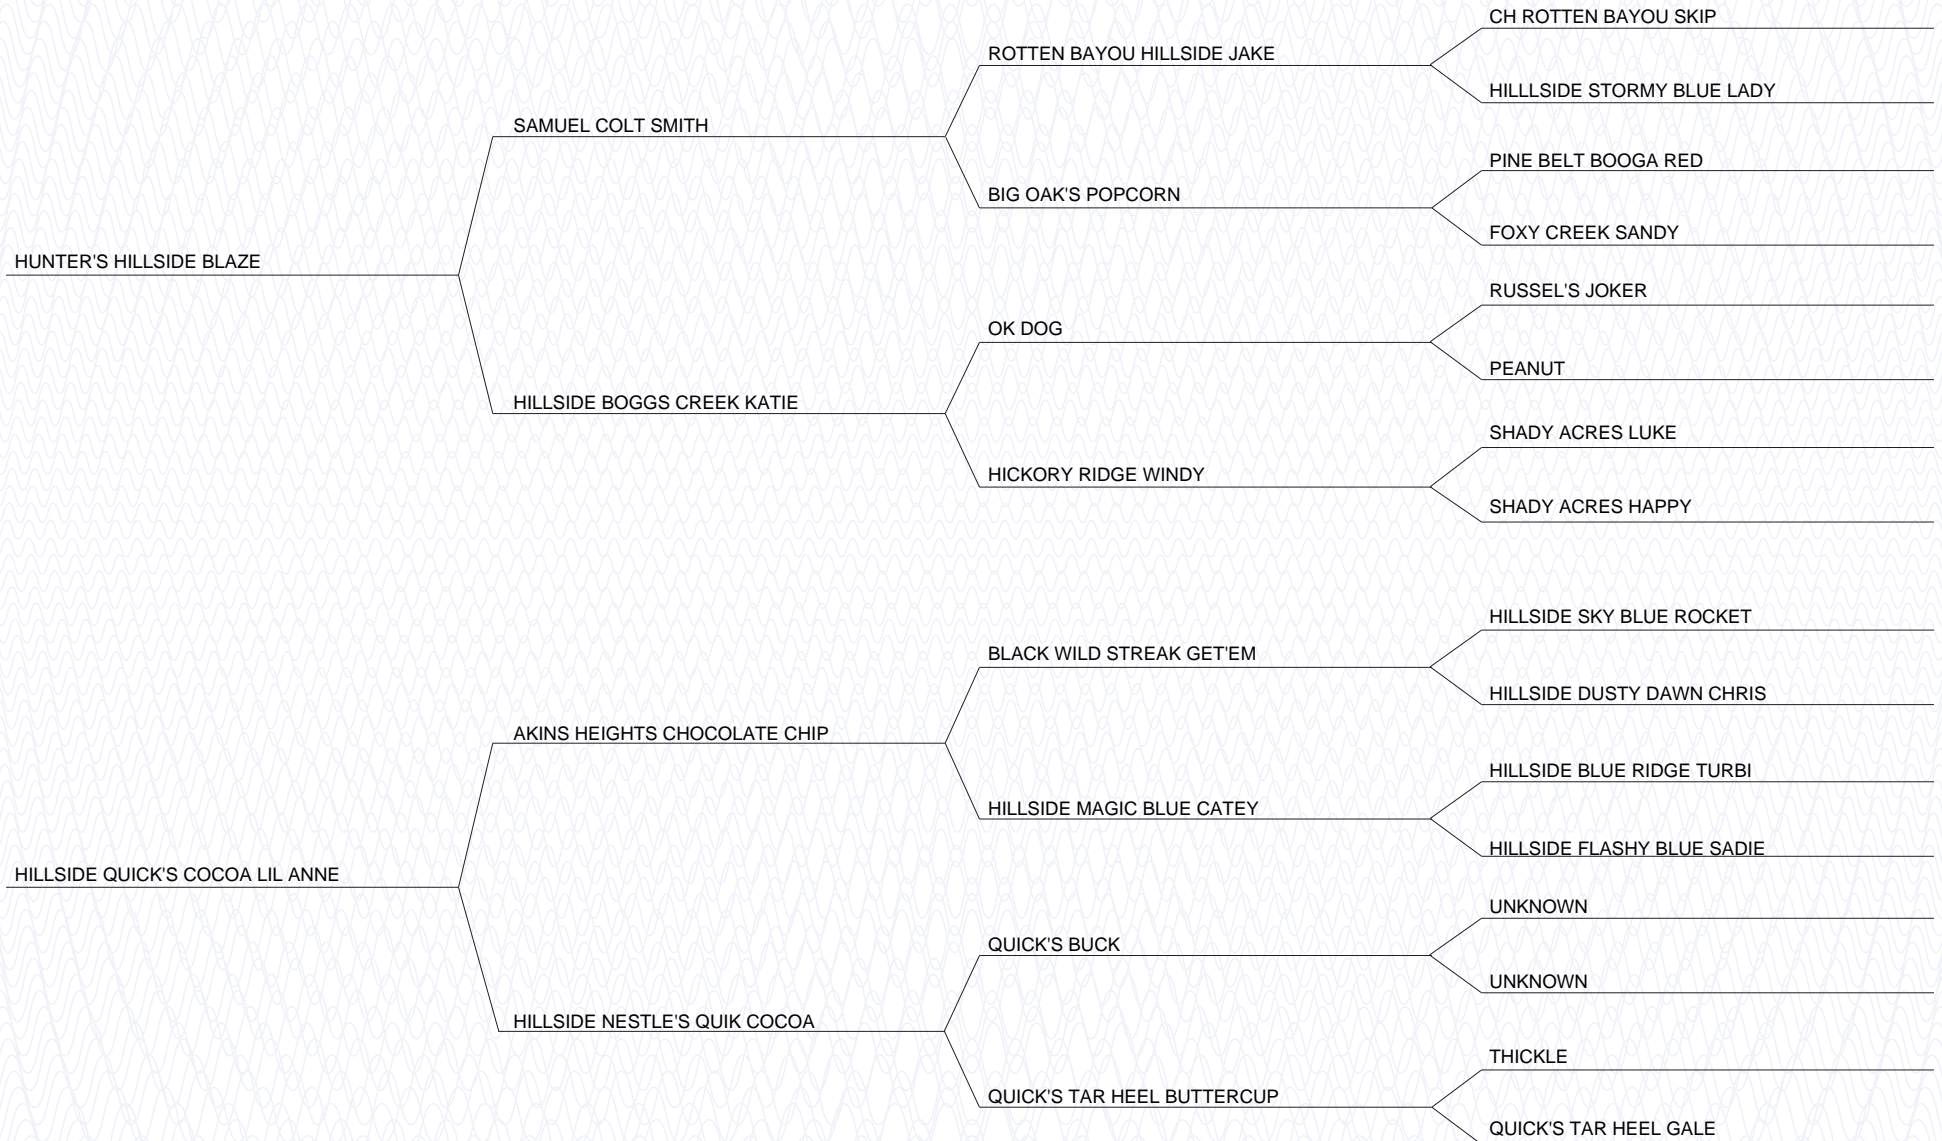 CH ROTTEN BAYOU SKIP
ROTTEN BAYOU HILLSIDE JAKE
HILLLSIDE STORMY BLUE LADY
SAMUEL COLT SMITH
PINE BELT BOOGA RED
BIG OAK'S POPCORN
FOXY CREEK SANDY
HUNTER'S HILLSIDE BLAZE
RUSSEL'S JOKER
OK DOG
PEANUT
HILLSIDE BOGGS CREEK KATIE
SHADY ACRES LUKE
HICKORY RIDGE WINDY
SHADY ACRES HAPPY
HILLSIDE SKY BLUE ROCKET
BLACK WILD STREAK GET'EM
HILLSIDE DUSTY DAWN CHRIS
AKINS HEIGHTS CHOCOLATE CHIP
HILLSIDE BLUE RIDGE TURBI
HILLSIDE MAGIC BLUE CATEY
HILLSIDE FLASHY BLUE SADIE
HILLSIDE QUICK'S COCOA LIL ANNE
UNKNOWN
QUICK'S BUCK
UNKNOWN
HILLSIDE NESTLE'S QUIK COCOA
THICKLE
QUICK'S TAR HEEL BUTTERCUP
QUICK'S TAR HEEL GALE